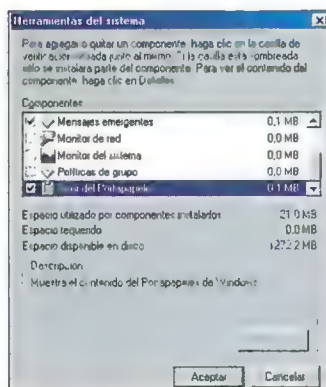 Herramientas del sistema
Para agregar o quitar un componente, haga clic en la casilla de
verificación situada junto al mismo. Si la casilla está sombreada
sólo se instalará parte del componente. Para ver el contenido del
componente, haga clic en Detalles.
Componentes
Mensajes emergentes 0,1 MB
Monitor de red 0,0 MB
Monitor del sistema 0,0 MB
Políticas de grupo 0,0 MB
Visor del Portapapeles 0,1 MB
Espacio utilizado por componentes instalados 21,0 MB
Espacio requerido 0,0 MB
Espacio disponible en disco
Descripción
Muestra el contenido del Portapapeles de Windows
Aceptar Cancelar